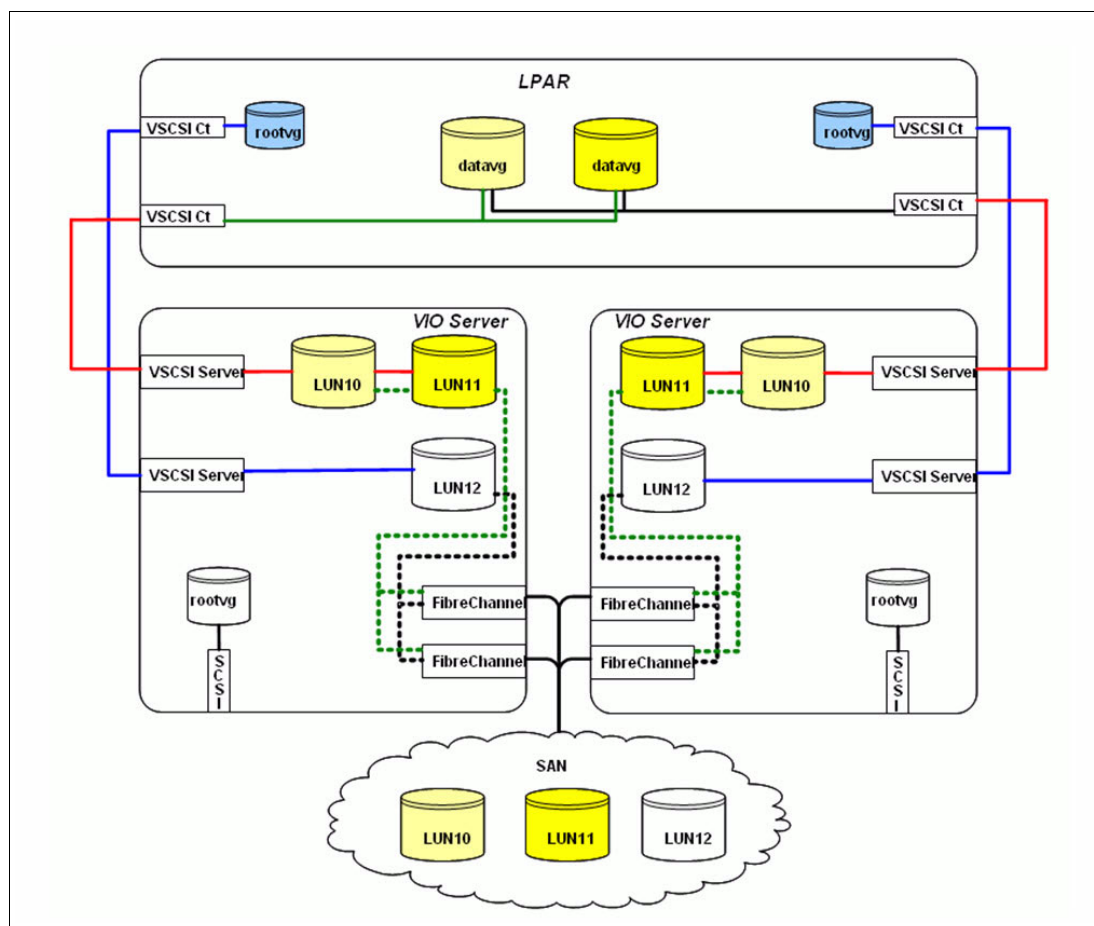 LPAR
VSCSI Ct
rootvg
rootvg
VSCSI Ct
datavg
datavg
VSCSI Ct
VSCSI Ct
VIO Server
VIO Server
VSCSI Server
LUN10
LUN11
LUN11
LUN10
VSCSI Server
VSCSI Server
LUN12
LUN12
VSCSI Server
rootvg
FibreChannel
FibreChannel
rootvg
SCSI
FibreChannel
FibreChannel
SCSI
SAN
LUN10
LUN11
LUN12